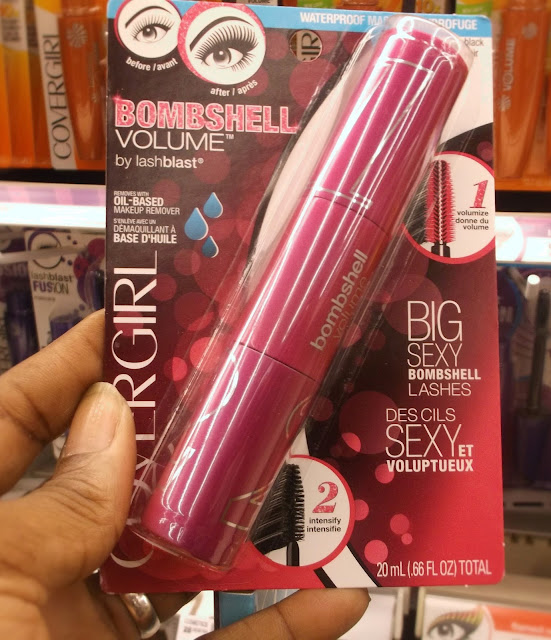 WATERPROOF
before / avant
after / après
black
BOMBSHELL
VOLUME™
by lashblast®
REMOVES WITH
OIL-BASED
MAKEUP REMOVER
S'ENLÈVE AVEC UN
DÉMAQUILLANT À
BASE D'HUILE
COVERGIRL
bombshell
volume
1
volumize
donne du
volume
BIG
SEXY
BOMBSHELL
LASHES
DES CILS
SEXY ET
VOLUPTUEUX
2
intensify
intensifie
20 mL (.66 FL OZ) TOTAL
COVERGIRL
lashblast
FUSION
VOLUME